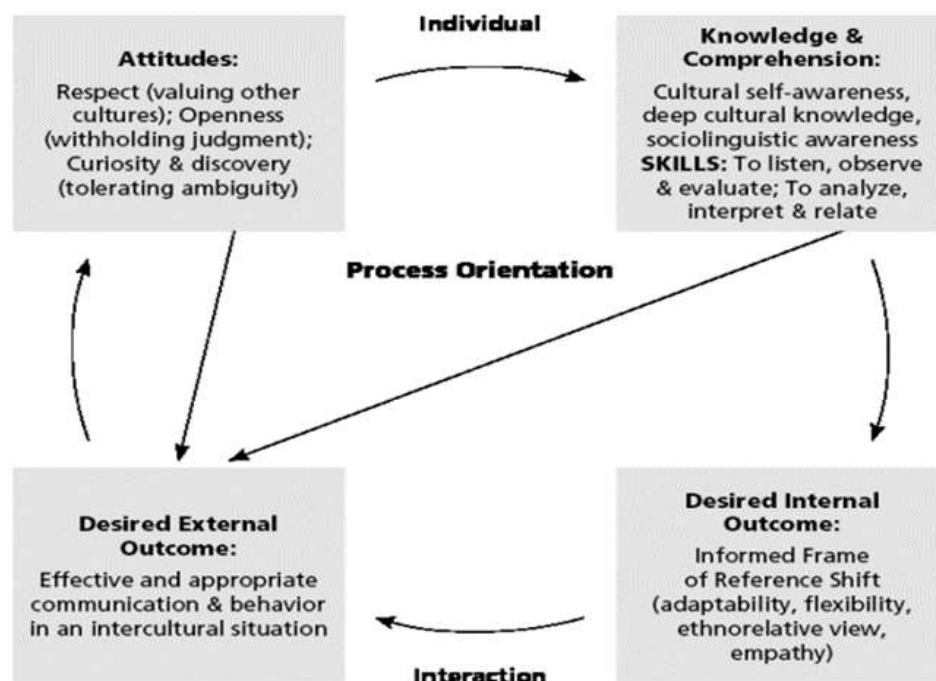 Individual
Attitudes:
Respect (valuing other
cultures); Openness
(withholding judgment);
Curiosity & discovery
(tolerating ambiguity)
Knowledge &
Comprehension:
Cultural self-awareness,
deep cultural knowledge,
sociolinguistic awareness
SKILLS: To listen, observe
& evaluate; To analyze,
interpret & relate
Process Orientation
Desired External
Outcome:
Effective and appropriate
communication & behavior
in an intercultural situation
Desired Internal
Outcome:
Informed Frame
of Reference Shift
(adaptability, flexibility,
ethnorelative view,
empathy)
Interaction